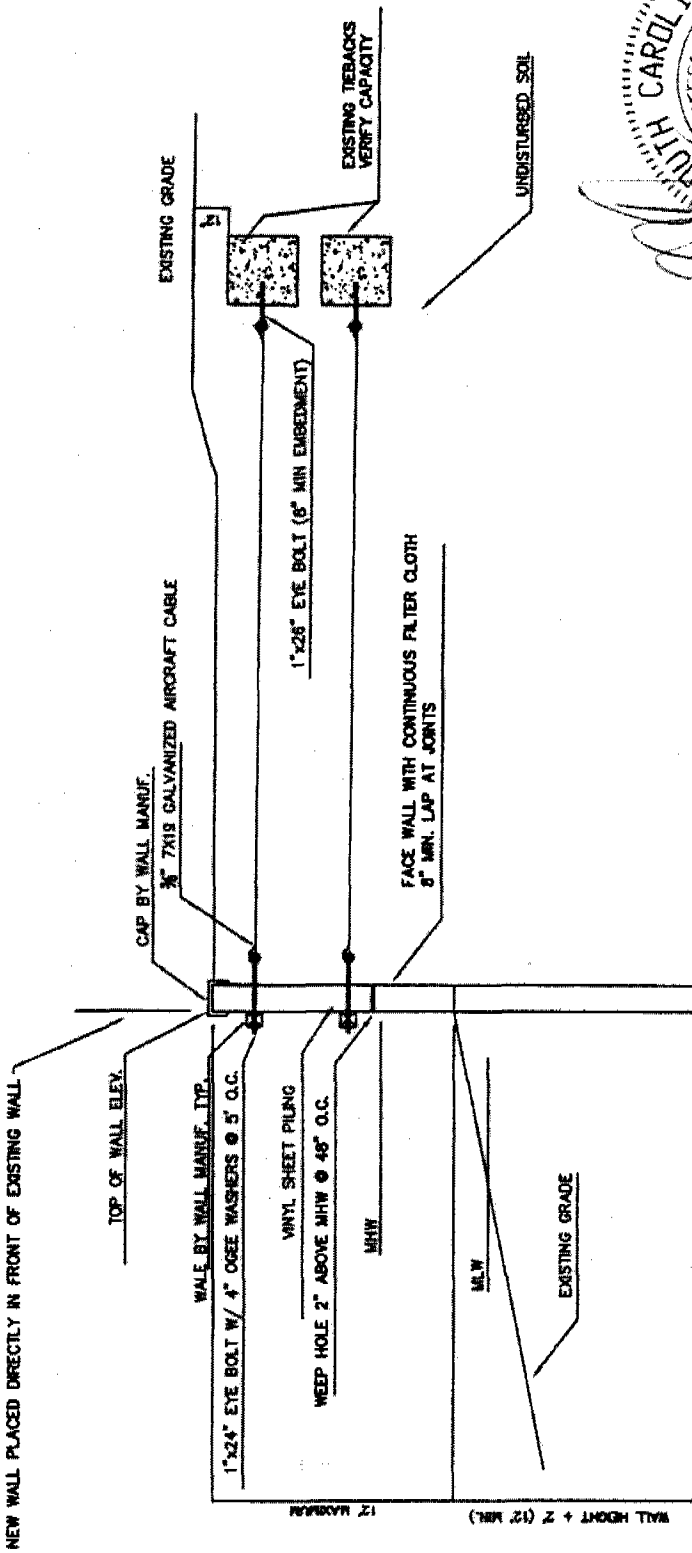 NEW WALL PLACED DIRECTLY IN FRONT OF EXISTING WALL
TOP OF WALL ELEV.
CAP BY WALL MANUF.
7X19 GALVANIZED AIRCRAFT CABLE
EXISTING GRADE
12"
EXISTING TIEBACKS
VERIFY CAPACITY
WALE BY WALL MANUF. TYP.
1"x24" EYE BOLT W/ 4" OGEE WASHERS @ 5' O.C.
1"x26" EYE BOLT (6" MIN EMBEDMENT)
VINYL SHEET PILING
WEEP HOLE 2" ABOVE MHW @ 48" O.C.
MHW
FACE WALL WITH CONTINUOUS FILTER CLOTH
8" MIN. LAP AT JOINTS
UNDISTURBED SOIL
MLW
EXISTING GRADE
12' MAXIMUM
WALL HEIGHT + 2' (12' MIN.)
UTH CAROLI